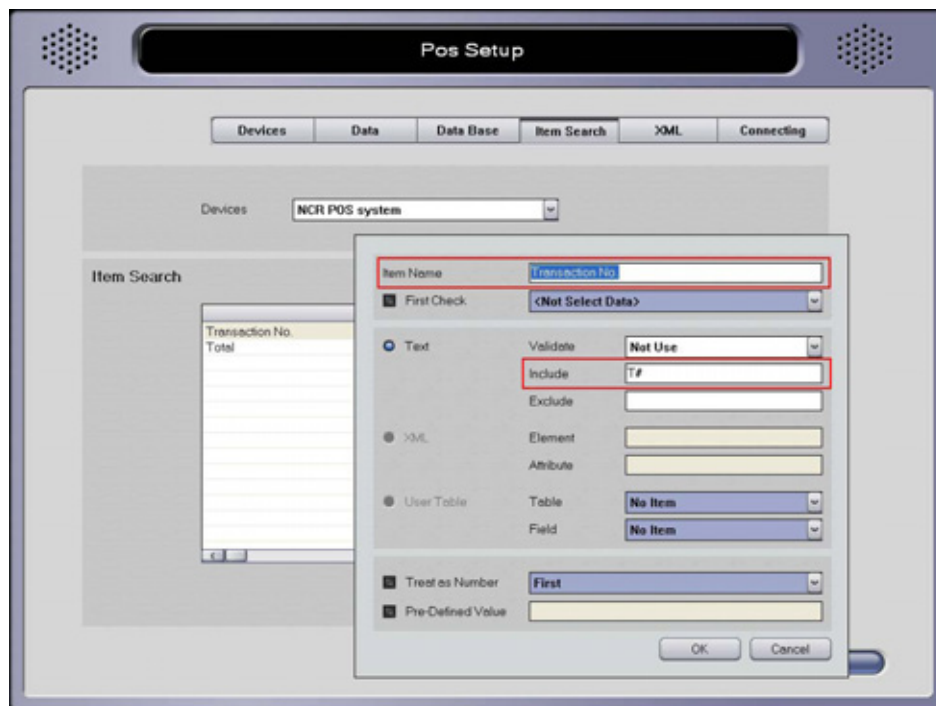 Pos Setup
Devices Data Data Base Item Search XML Connecting
Devices NCR POS system
Item Search
Transaction No.
Total
Item Name Transaction No.
First Check <Not Select Data>
Text Validate Not Use
Include T#
Exclude
XML Element
Attribute
User Table Table No Item
Field No Item
Treat as Number First
Pre-Defined Value
OK Cancel